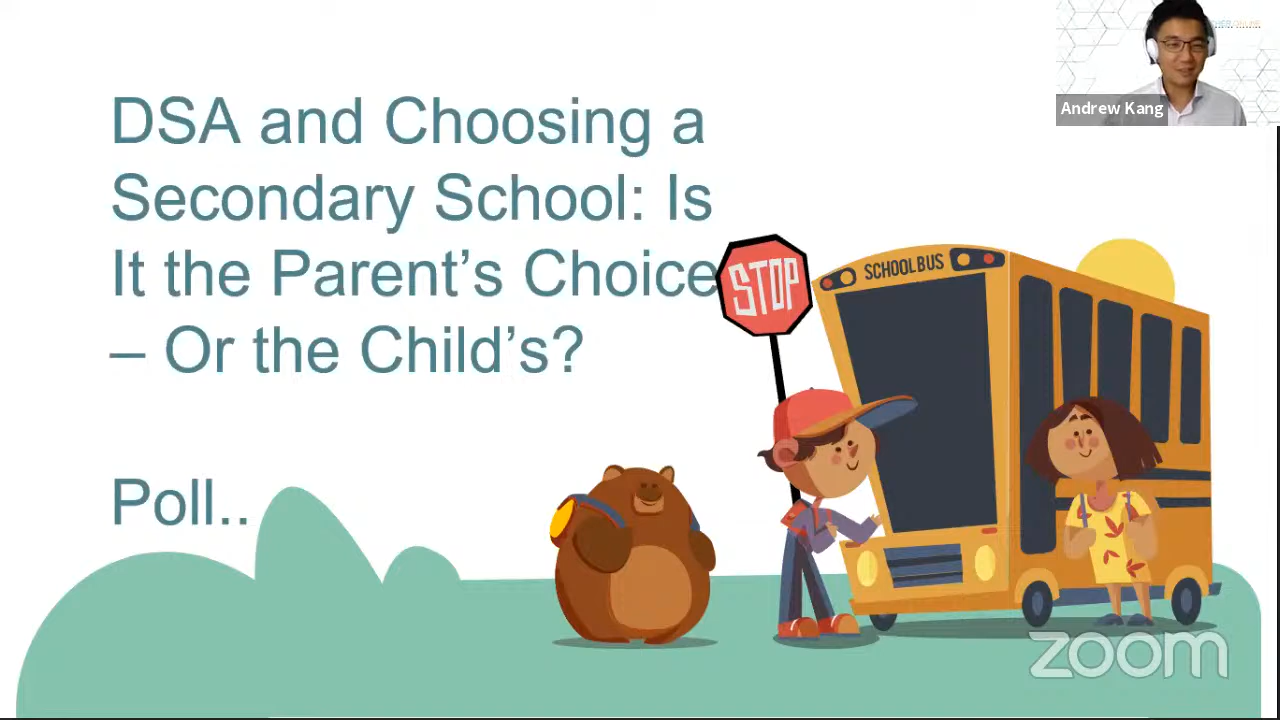 DSA and Choosing a
Secondary School: Is
It the Parent's Choice
– Or the Child's?
Poll..
STOP
SCHOOL BUS
Andrew Kang
zoom